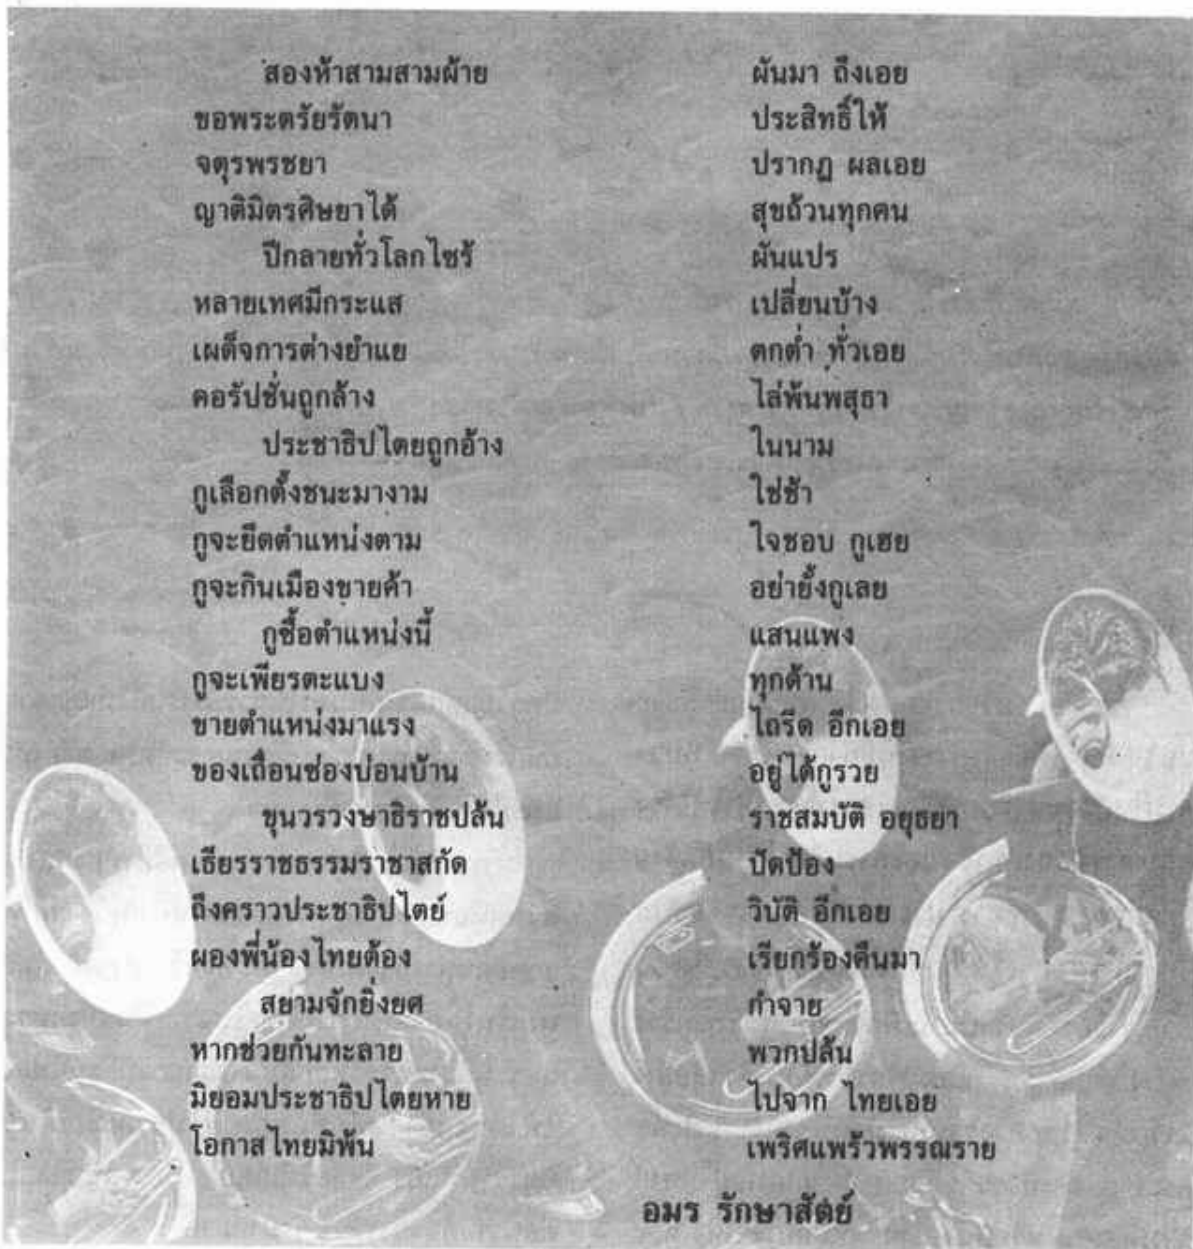 สองห้าสามสามผ้าย ผันมา ถึงเอย
ขอพระตรัยรัตนา ประสิทธิ์ให้
จตุรพรชยา ปรากฏ ผลเอย
ญาติมิตรศิษยาได้ สุขถ้วนทุกคน
ปีกลายทั่วโลกไซร้ ผันแปร
หลายเทศมีกระแส เปลี่ยนบ้าง
เผด็จการต่างยำแย ตกต่ำ ทั่วเอย
คอรัปชั่นถูกล้าง ไล่พ้นพสุธา
ประชาธิปไตยถูกอ้าง ในนาม
กูเลือกตั้งชนะมางาม ใช่ช้า
กูจะยึดตำแหน่งตาม ใจชอบ กูเฮย
กูจะกินเมืองขายค้า อย่ายั้งกูเลย
กูซื้อตำแหน่งนี้ แสนแพง
กูจะเพียรตะแบง ทุกด้าน
ขายตำแหน่งมาแรง ไถรีด อีกเอย
ของเถื่อนซ่องบ่อนบ้าน อยู่ได้กูรวย
ขุนวรวงษาธิราชปล้น ราชสมบัติ อยุธยา
เธียรราชธรรมราชาสกัด ปัดป้อง
ถึงคราวประชาธิปไตย์ วิบัติ อีกเอย
ผองพี่น้องไทยต้อง เรียกร้องคืนมา
สยามจักยิ่งยศ กำจาย
หากช่วยกันทะลาย พวกปล้น
มิยอมประชาธิปไตยหาย ไปจาก ไทยเอย
โอกาสไทยมิพ้น เพริศแพร้วพรรณราย
อมร รักษาสัตย์